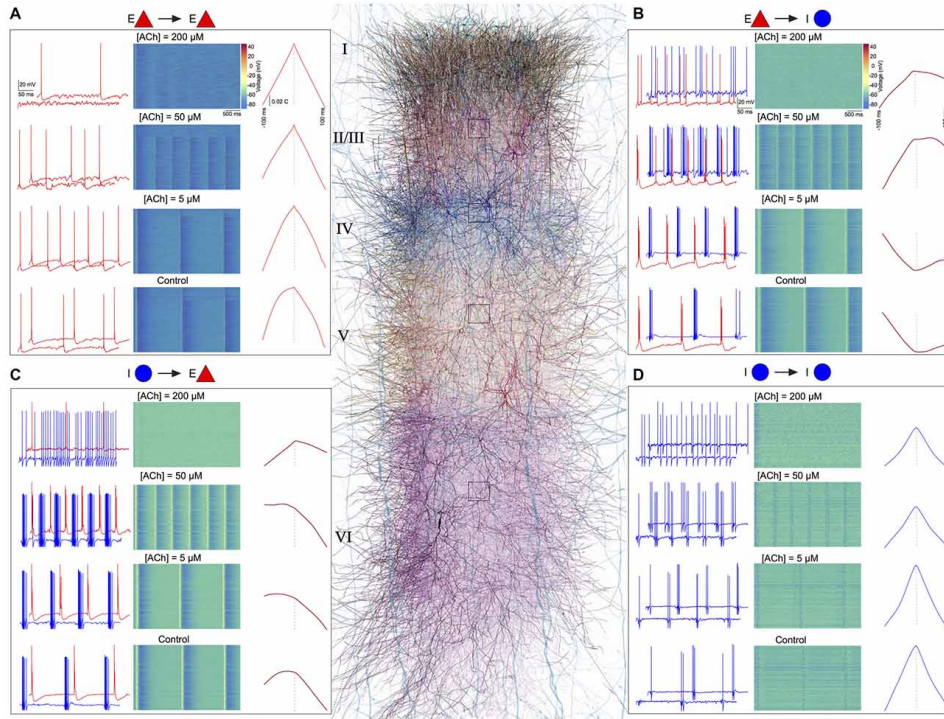 A
E E
[ACh] = 200 µM
20 mV
50 ms
40
20
0
-20
-40
-60
-80
Voltage (mV)
500 ms
0.02 C
-100 ms
100 ms
[ACh] = 50 µM
[ACh] = 5 µM
Control
I
II/III
IV
V
VI
B
E I
[ACh] = 200 µM
20 mV
50 ms
40
20
0
-20
-40
-60
-80
Voltage (mV)
500 ms
-100 ms
[ACh] = 50 µM
[ACh] = 5 µM
Control
C
I E
[ACh] = 200 µM
[ACh] = 50 µM
[ACh] = 5 µM
Control
D
I I
[ACh] = 200 µM
[ACh] = 50 µM
[ACh] = 5 µM
Control